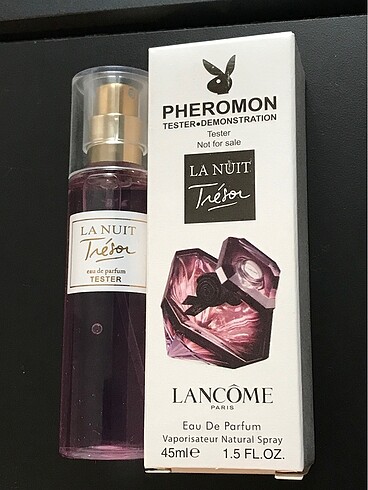 LA NUIT
Trésor
eau de parfum
TESTER
PHEROMON
TESTER●DEMONSTRATION
Tester
Not for sale
LA NUIT
Trésor
LANCÔME
PARIS
Eau De Parfum
Vaporisateur Natural Spray
45ml℮ 1.5 FL.OZ.